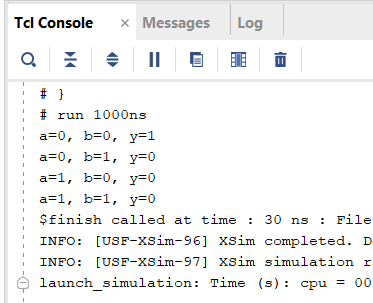 Tcl Console × Messages Log
# }
# run 1000ns
a=0, b=0, y=1
a=0, b=1, y=0
a=1, b=0, y=0
a=1, b=1, y=0
$finish called at time : 30 ns : File
INFO: [USF-XSim-96] XSim completed. D
INFO: [USF-XSim-97] XSim simulation r
launch_simulation: Time (s): cpu = 00